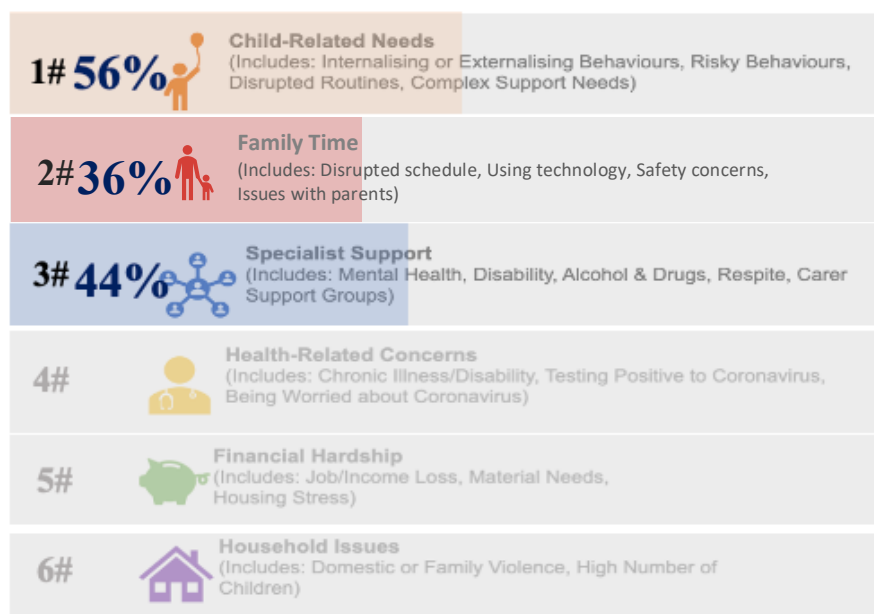 Child-Related Needs
1# 56% (Includes: Internalising or Externalising Behaviours, Risky Behaviours,
Disrupted Routines, Complex Support Needs)
Family Time
2# 36% (Includes: Disrupted schedule, Using technology, Safety concerns,
Issues with parents)
Specialist Support
3# 44% (Includes: Mental Health, Disability, Alcohol & Drugs, Respite, Carer
Support Groups)
Health-Related Concerns
4# (Includes: Chronic Illness/Disability, Testing Positive to Coronavirus,
Being Worried about Coronavirus)
Financial Hardship
5# (Includes: Job/Income Loss, Material Needs,
Housing Stress)
Household Issues
6# (Includes: Domestic or Family Violence, High Number of
Children)